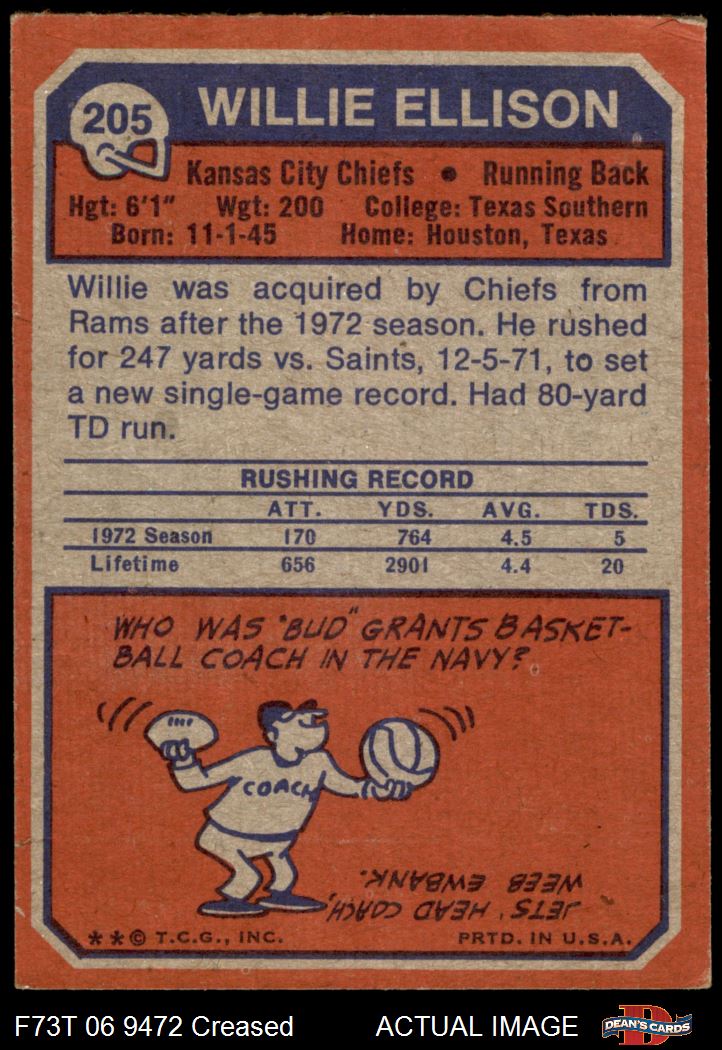 205
WILLIE ELLISON
Kansas City Chiefs • Running Back
Hgt: 6'1" Wgt: 200 College: Texas Southern
Born: 11-1-45 Home: Houston, Texas
Willie was acquired by Chiefs from
Rams after the 1972 season. He rushed
for 247 yards vs. Saints, 12-5-71, to set
a new single-game record. Had 80-yard
TD run.
RUSHING RECORD
ATT. YDS. AVG. TDS.
1972 Season 170 764 4.5 5
Lifetime 656 2901 4.4 20
WHO WAS "BUD" GRANTS BASKET-
BALL COACH IN THE NAVY?
COACH
JETS' HEAD COACH,
WEEB EWBANK.
**© T.C.G., INC. PRTD. IN U.S.A.
F73T 06 9472 Creased ACTUAL IMAGE
D
DEAN'S CARDS